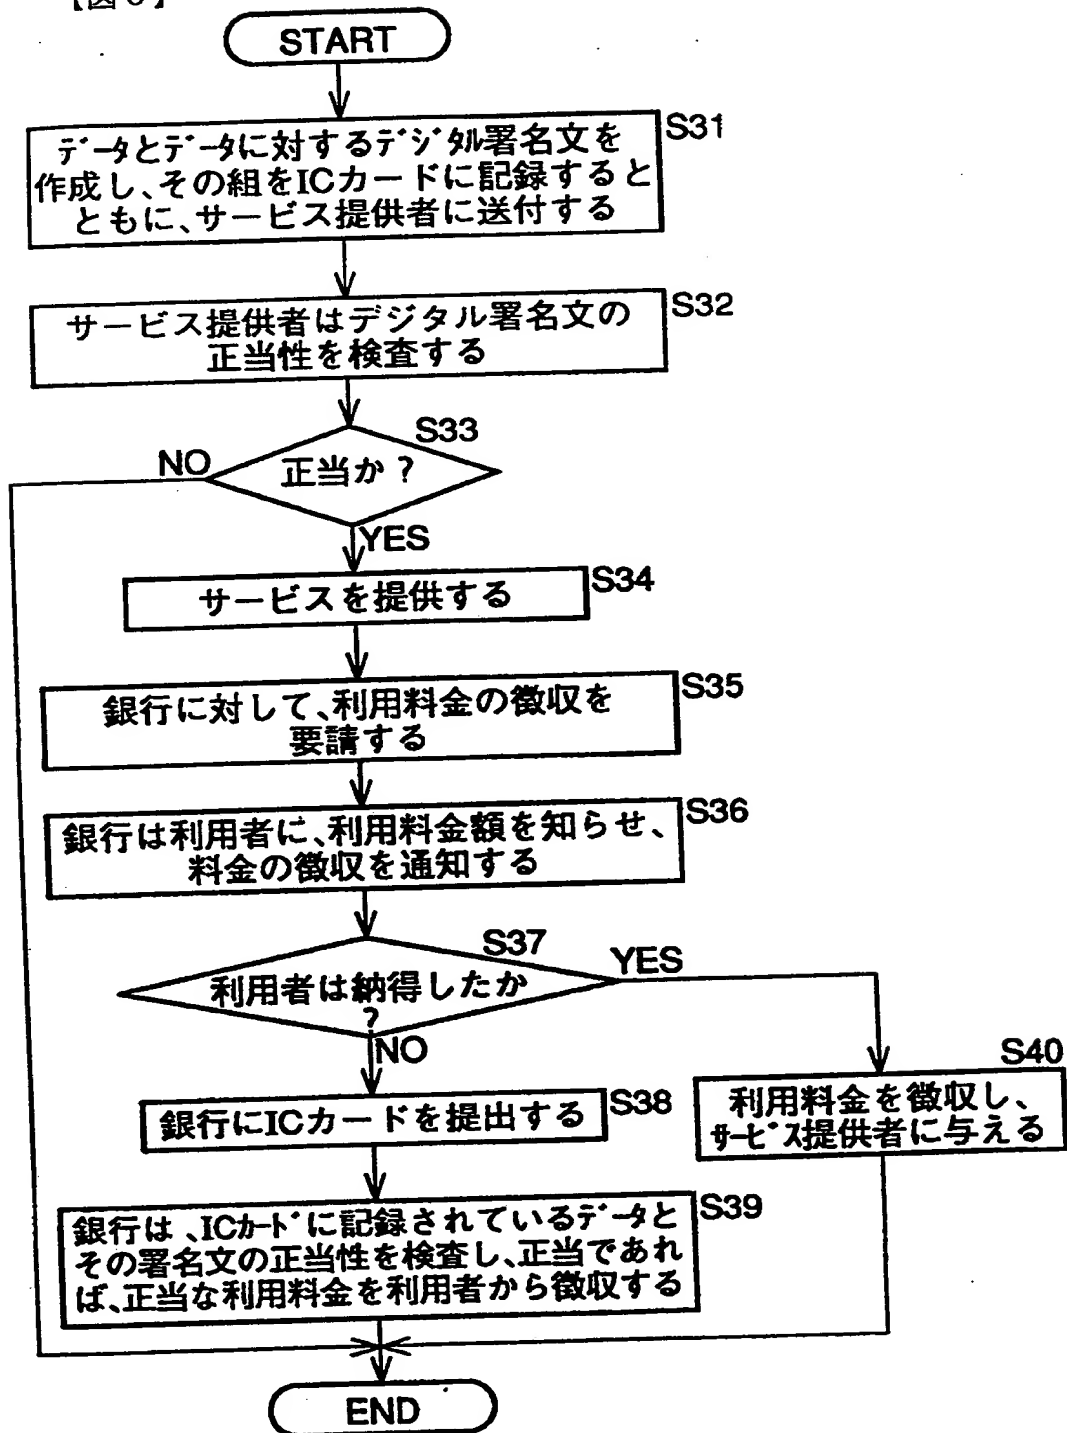 START
S31
データとデータに対するデジタル署名文を
作成し、その組をICカードに記録すると
ともに、サービス提供者に送付する
S32
サービス提供者はデジタル署名文の
正当性を検査する
S33
NO
正当か？
YES
サービスを提供する
S34
S35
銀行に対して、利用料金の徴収を
要請する
S36
銀行は利用者に、利用料金額を知らせ、
料金の徴収を通知する
S37
YES
利用者は納得したか
？
NO
S40
銀行にICカードを提出する
S38
利用料金を徴収し、
サービス提供者に与える
S39
銀行は、ICカードに記録されているデータと
その署名文の正当性を検査し、正当であれ
ば、正当な利用料金を利用者から徴収する
END